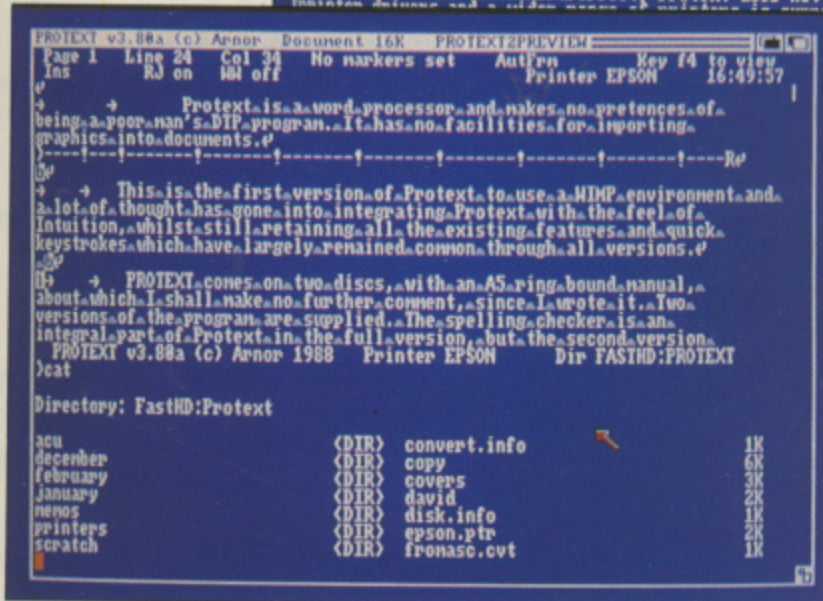 printer drivers and a wider range of printers is
PROTEXT v3.80a (c) Arnor Document 16K PROTEXT2PREVIEW
Page 1 Line 24 Col 34 No markers set AutFrm Key f4 to view
Ins RJ on WW off Printer EPSON 16:49:57
Protext is a word processor and makes no pretences of
being a poor man's DTP program. It has no facilities for importing
graphics into documents.
>----!---!-------!-------!-------!-------!-------!-------!-------!----R
This is the first version of Protext to use a WIMP environment and
a lot of thought has gone into integrating Protext with the feel of
Intuition, whilst still retaining all the existing features and quick
keystrokes which have largely remained common through all versions.
PROTEXT comes on two discs, with an A5 ring bound manual,
about which I shall make no further comment, since I wrote it. Two
versions of the program are supplied. The spelling checker is an
integral part of Protext in the full version, but the second version
PROTEXT v3.80a (c) Arnor 1988 Printer EPSON Dir FASTHD:PROTEXT
>cat
Directory: FastHD:Protext
acu <DIR> convert.info 1K
december <DIR> copy 6K
february <DIR> covers 3K
january <DIR> david 2K
memos <DIR> disk.info 1K
printers <DIR> epson.ptr 2K
scratch <DIR> fromasc.cvt 1K